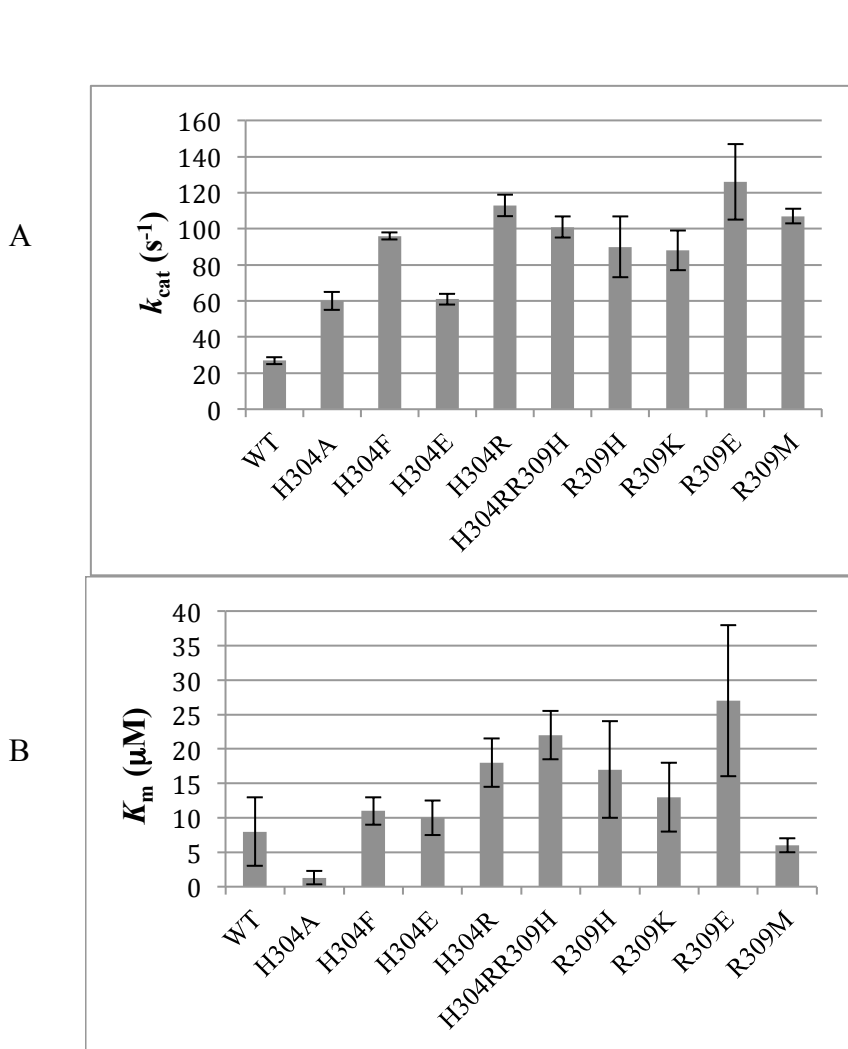 A
k_cat (s⁻¹)
160
140
120
100
80
60
40
20
0
WT
H304A
H304F
H304E
H304R
H304RR309H
R309H
R309K
R309E
R309M
B
K_m (μM)
40
35
30
25
20
15
10
5
0
WT
H304A
H304F
H304E
H304R
H304RR309H
R309H
R309K
R309E
R309M